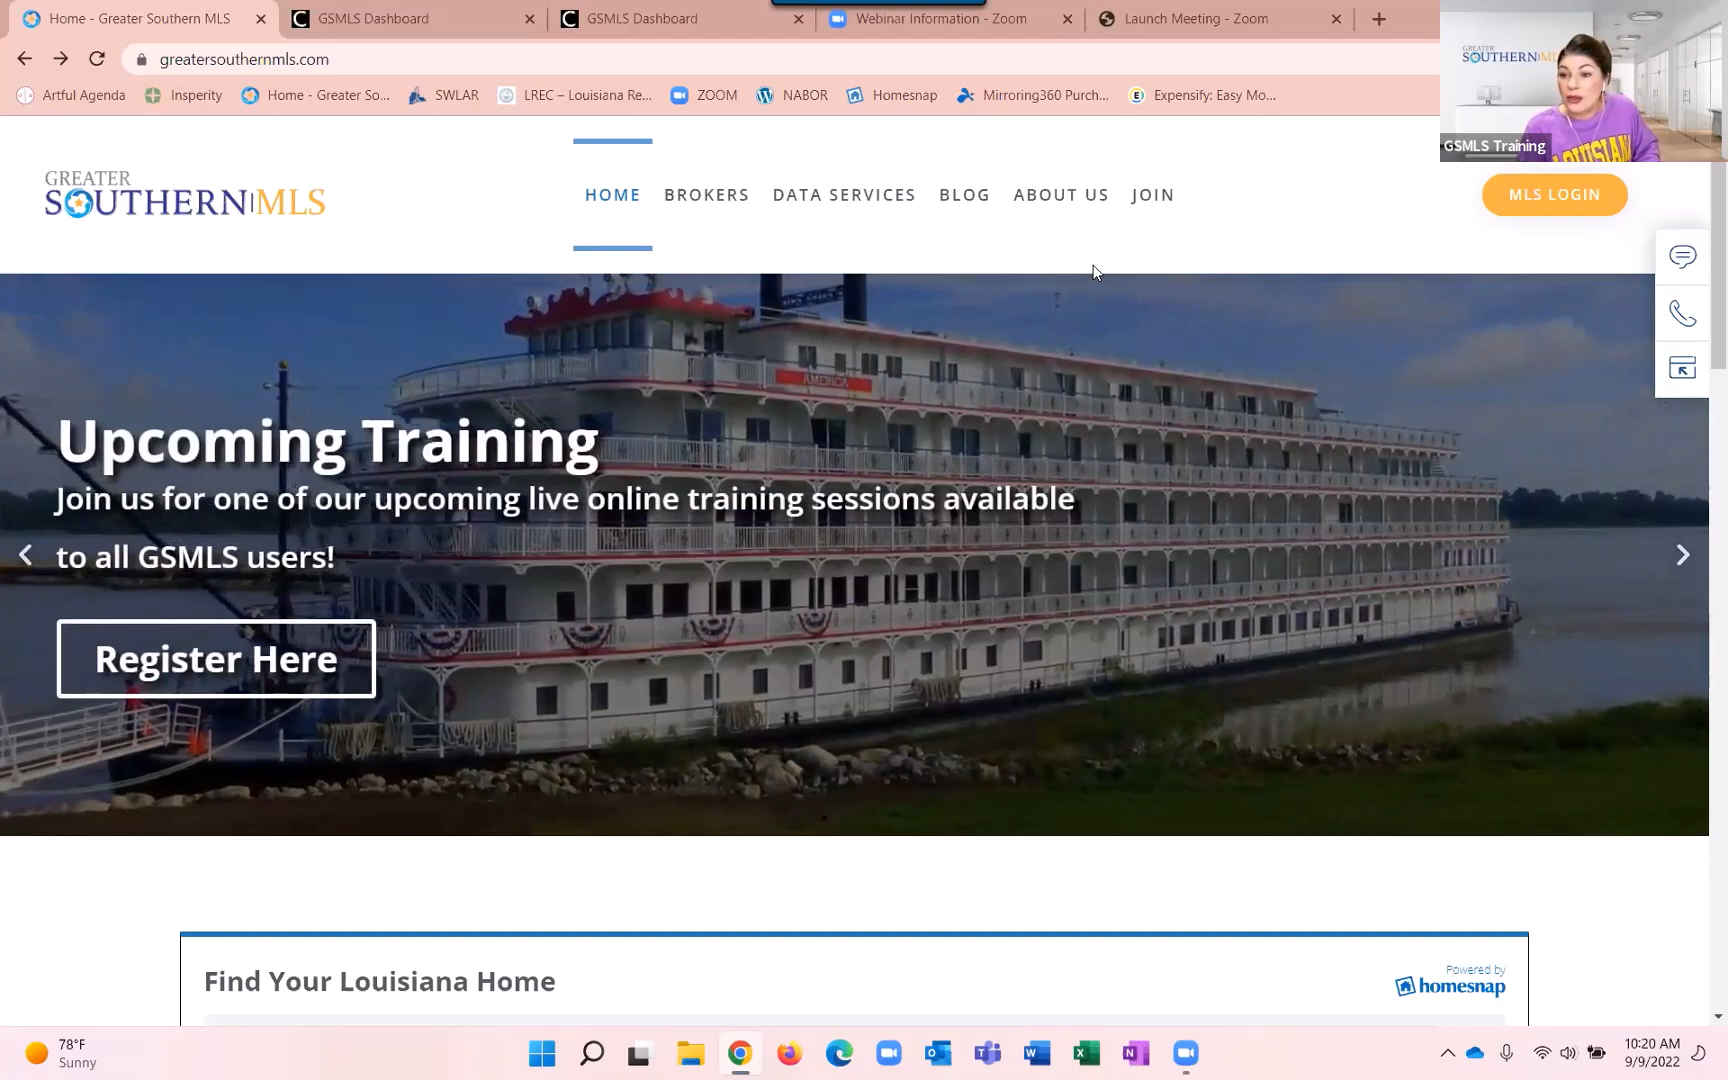 Home - Greater Southern MLS
GSMLS Dashboard
GSMLS Dashboard
Webinar Information - Zoom
Launch Meeting - Zoom
greatersouthernmls.com
Artful Agenda
Insperity
Home - Greater So...
SWLAR
LREC – Louisiana Re...
ZOOM
NABOR
Homesnap
Mirroring360 Purch...
Expensify: Easy Mo...
GREATER
SOUTHERN
GSMLS Training
GREATER
SOUTHERN MLS
HOME
BROKERS
DATA SERVICES
BLOG
ABOUT US
JOIN
MLS LOGIN
AMERICA
Upcoming Training
Join us for one of our upcoming live online training sessions available
to all GSMLS users!
Register Here
Find Your Louisiana Home
Powered by
homesnap
78°F
Sunny
10:20 AM
9/9/2022